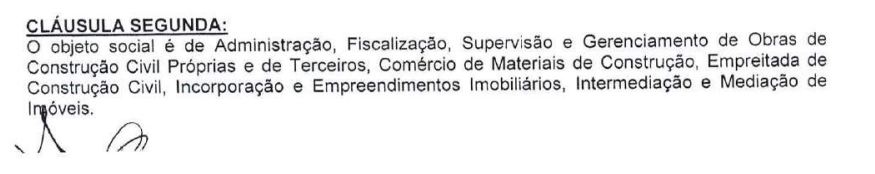 CLÁUSULA SEGUNDA:
O objeto social é de Administração, Fiscalização, Supervisão e Gerenciamento de Obras de
Construção Civil Próprias e de Terceiros, Comércio de Materiais de Construção, Empreitada de
Construção Civil, Incorporação e Empreendimentos Imobiliários, Intermediação e Mediação de
Imóveis.